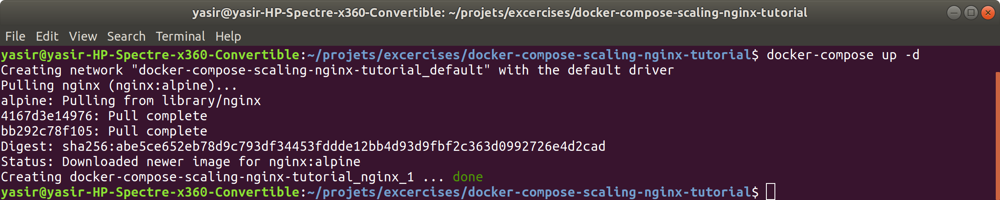 yasir@yasir-HP-Spectre-x360-Convertible: ~/projets/excercises/docker-compose-scaling-nginx-tutorial
File Edit View Search Terminal Help
yasir@yasir-HP-Spectre-x360-Convertible:~/projets/excercises/docker-compose-scaling-nginx-tutorial$ docker-compose up -d
Creating network "docker-compose-scaling-nginx-tutorial_default" with the default driver
Pulling nginx (nginx:alpine)...
alpine: Pulling from library/nginx
4167d3e14976: Pull complete
bb292c78f105: Pull complete
Digest: sha256:abe5ce652eb78d9c793df34453fddde12bb4d93d9fbf2c363d0992726e4d2cad
Status: Downloaded newer image for nginx:alpine
Creating docker-compose-scaling-nginx-tutorial_nginx_1 ... done
yasir@yasir-HP-Spectre-x360-Convertible:~/projets/excercises/docker-compose-scaling-nginx-tutorial$